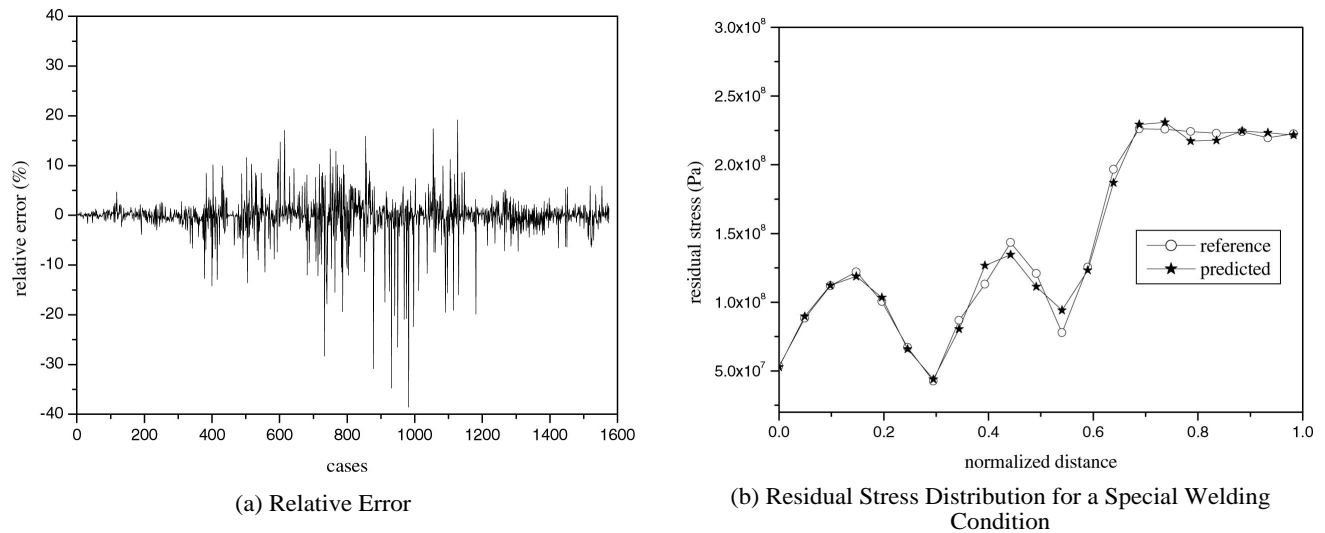 40
30
20
10
0
-10
-20
-30
-40
relative error (%)
0 200 400 600 800 1000 1200 1400 1600
cases
(a) Relative Error
3.0x10⁸
2.5x10⁸
2.0x10⁸
1.5x10⁸
1.0x10⁸
5.0x10⁷
residual stress (Pa)
reference
predicted
0.0 0.2 0.4 0.6 0.8 1.0
normalized distance
(b) Residual Stress Distribution for a Special Welding
Condition